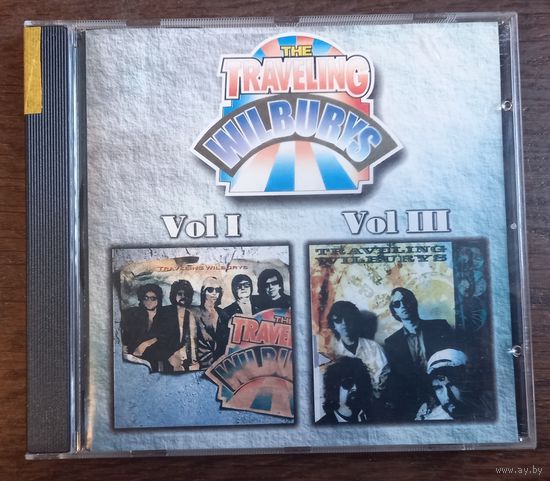 THE
TRAVELING
WILBURYS
Vol I
Vol III
TRAVELING WILBURYS
THE
TRAVELING
WILBURYS
TRAVELING
WILBURYS
www.ay.by